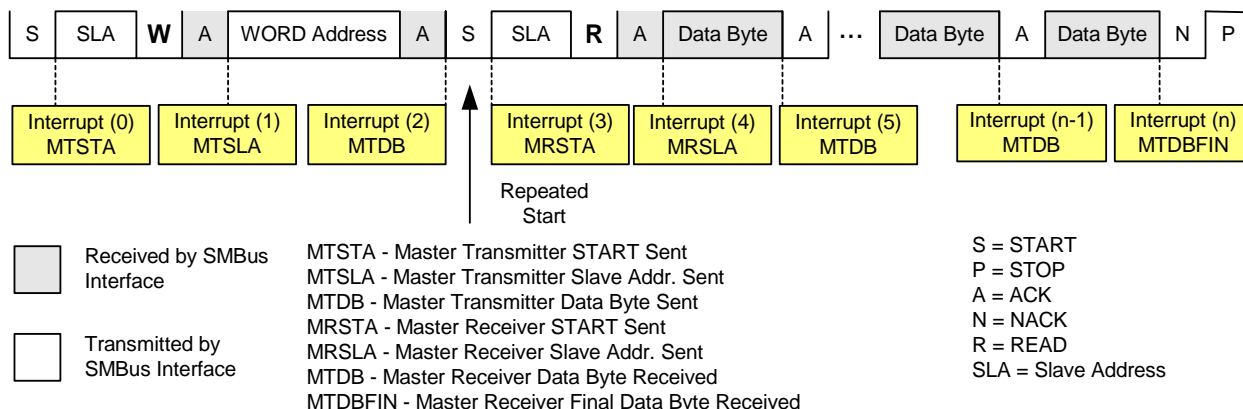 S SLA W A WORD Address A S SLA R A Data Byte A ... Data Byte A Data Byte N P
Interrupt (0) Interrupt (1) Interrupt (2) Interrupt (3) Interrupt (4) Interrupt (5) Interrupt (n-1) Interrupt (n)
MTSTA MTSLA MTDB MRSTA MRSLA MTDB MTDB MTDBFIN
Repeated
Start
Received by SMBus
Interface
Transmitted by
SMBus Interface
MTSTA - Master Transmitter START Sent
MTSLA - Master Transmitter Slave Addr. Sent
MTDB - Master Transmitter Data Byte Sent
MRSTA - Master Receiver START Sent
MRSLA - Master Receiver Slave Addr. Sent
MTDB - Master Receiver Data Byte Received
MTDBFIN - Master Receiver Final Data Byte Received
S = START
P = STOP
A = ACK
N = NACK
R = READ
SLA = Slave Address